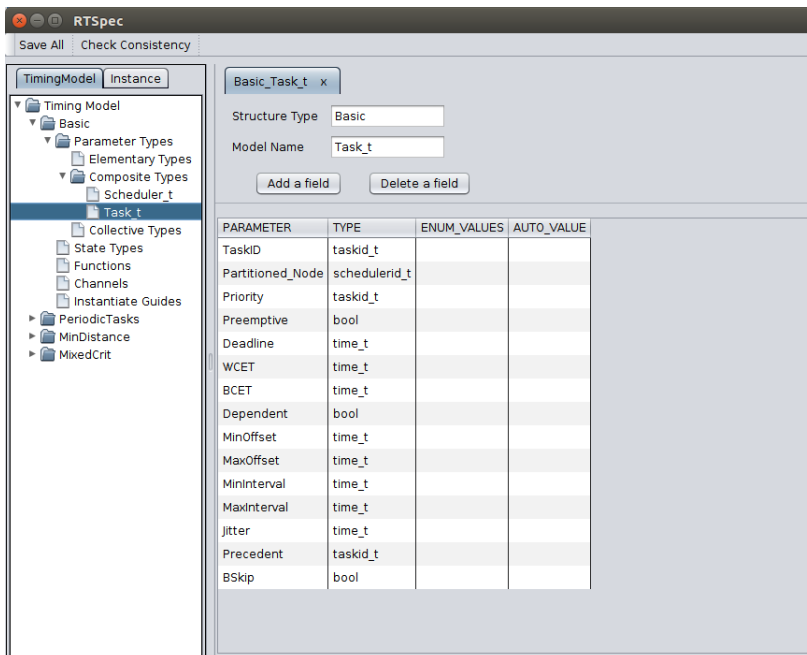 RTSpec
Save All Check Consistency
TimingModel Instance
Timing Model
Basic
Parameter Types
Elementary Types
Composite Types
Scheduler_t
Task_t
Collective Types
State Types
Functions
Channels
Instantiate Guides
PeriodicTasks
MinDistance
MixedCrit
Basic_Task_t x
Structure Type Basic
Model Name Task_t
Add a field Delete a field
PARAMETER TYPE ENUM_VALUES AUTO_VALUE
TaskID taskid_t
Partitioned_Node schedulerid_t
Priority taskid_t
Preemptive bool
Deadline time_t
WCET time_t
BCET time_t
Dependent bool
MinOffset time_t
MaxOffset time_t
MinInterval time_t
MaxInterval time_t
Jitter time_t
Precedent taskid_t
BSkip bool